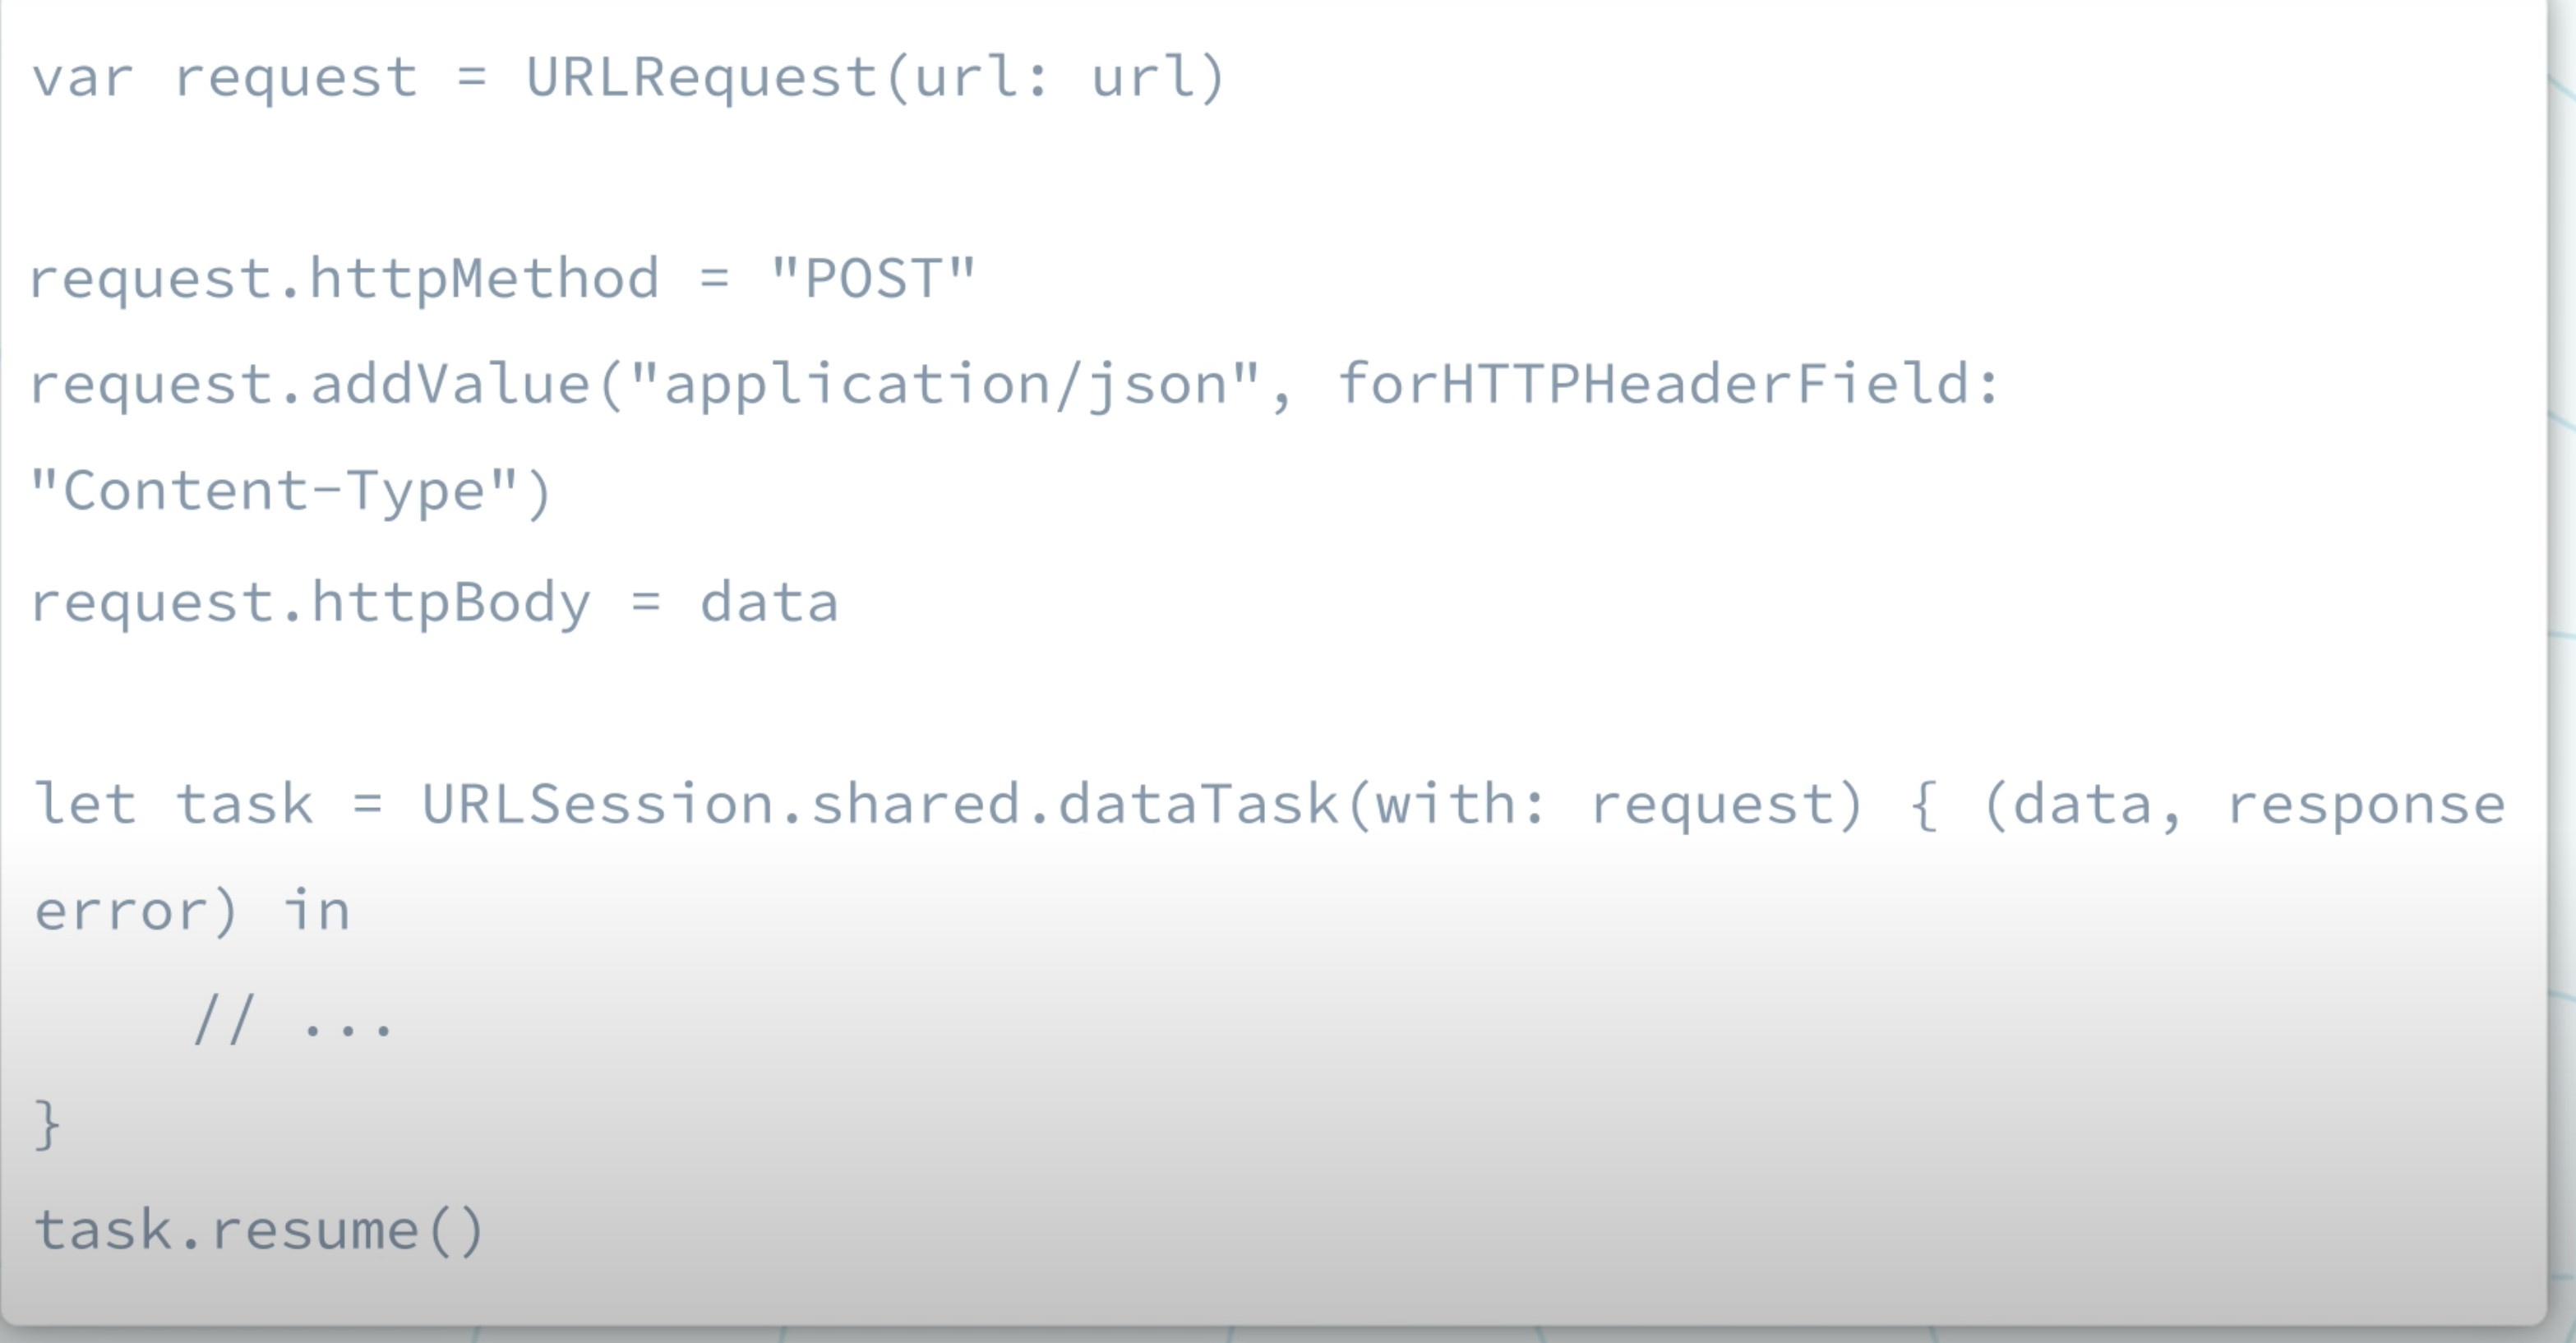 var request = URLRequest(url: url)
request.httpMethod = "POST"
request.addValue("application/json", forHTTPHeaderField:
"Content-Type")
request.httpBody = data
let task = URLSession.shared.dataTask(with: request) { (data, response
error) in
    // ...
}
task.resume()